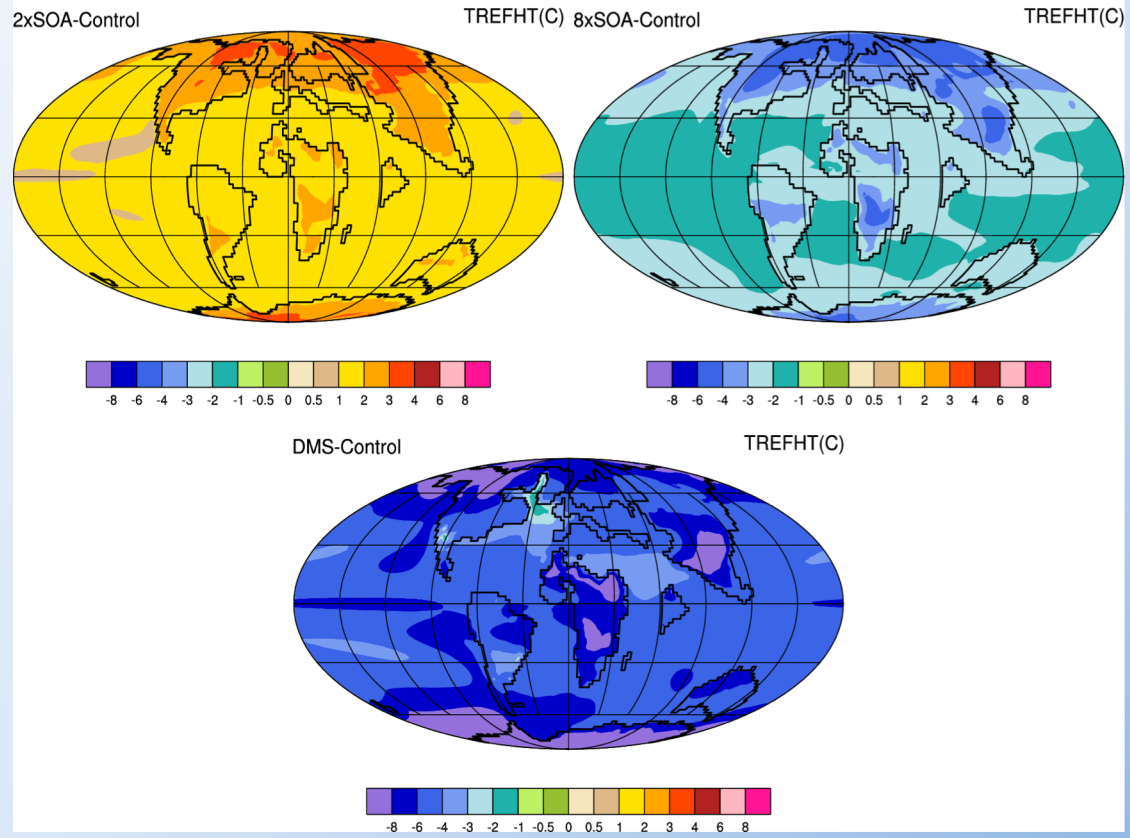 2xSOA-Control TREFHT(C)
8xSOA-Control TREFHT(C)
-8 -6 -4 -3 -2 -1 -0.5 0 0.5 1 2 3 4 6 8
-8 -6 -4 -3 -2 -1 -0.5 0 0.5 1 2 3 4 6 8
DMS-Control TREFHT(C)
-8 -6 -4 -3 -2 -1 -0.5 0 0.5 1 2 3 4 6 8